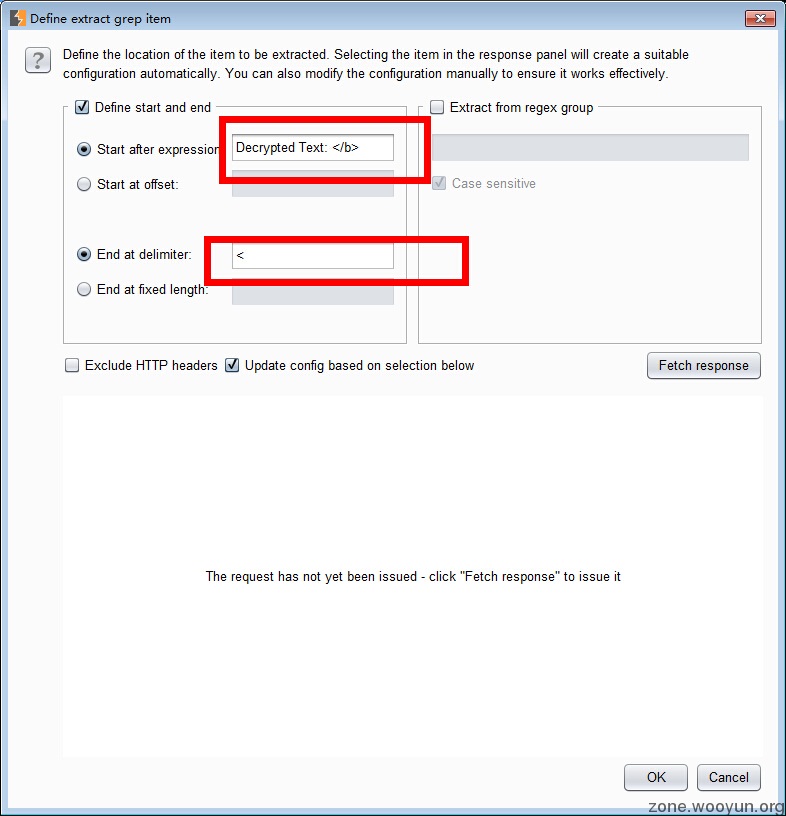 Define extract grep item
?
Define the location of the item to be extracted. Selecting the item in the response panel will create a suitable
configuration automatically. You can also modify the configuration manually to ensure it works effectively.
Define start and end
Start after expression
Decrypted Text: </b>
Start at offset:
End at delimiter:
<
End at fixed length:
Extract from regex group
Case sensitive
Exclude HTTP headers
Update config based on selection below
Fetch response
The request has not yet been issued - click "Fetch response" to issue it
OK
Cancel
zone.wooyun.org